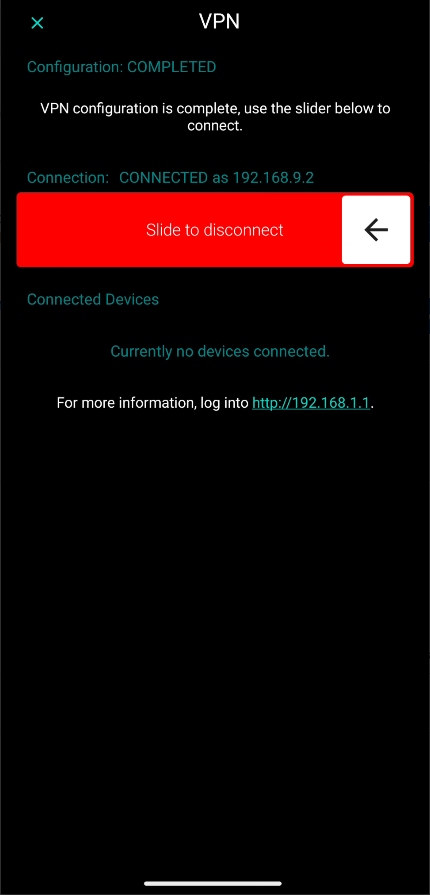 VPN
Configuration: COMPLETED
VPN configuration is complete, use the slider below to
connect.
Connection: CONNECTED as 192.168.9.2
Slide to disconnect
Connected Devices
Currently no devices connected.
For more information, log into http://192.168.1.1.